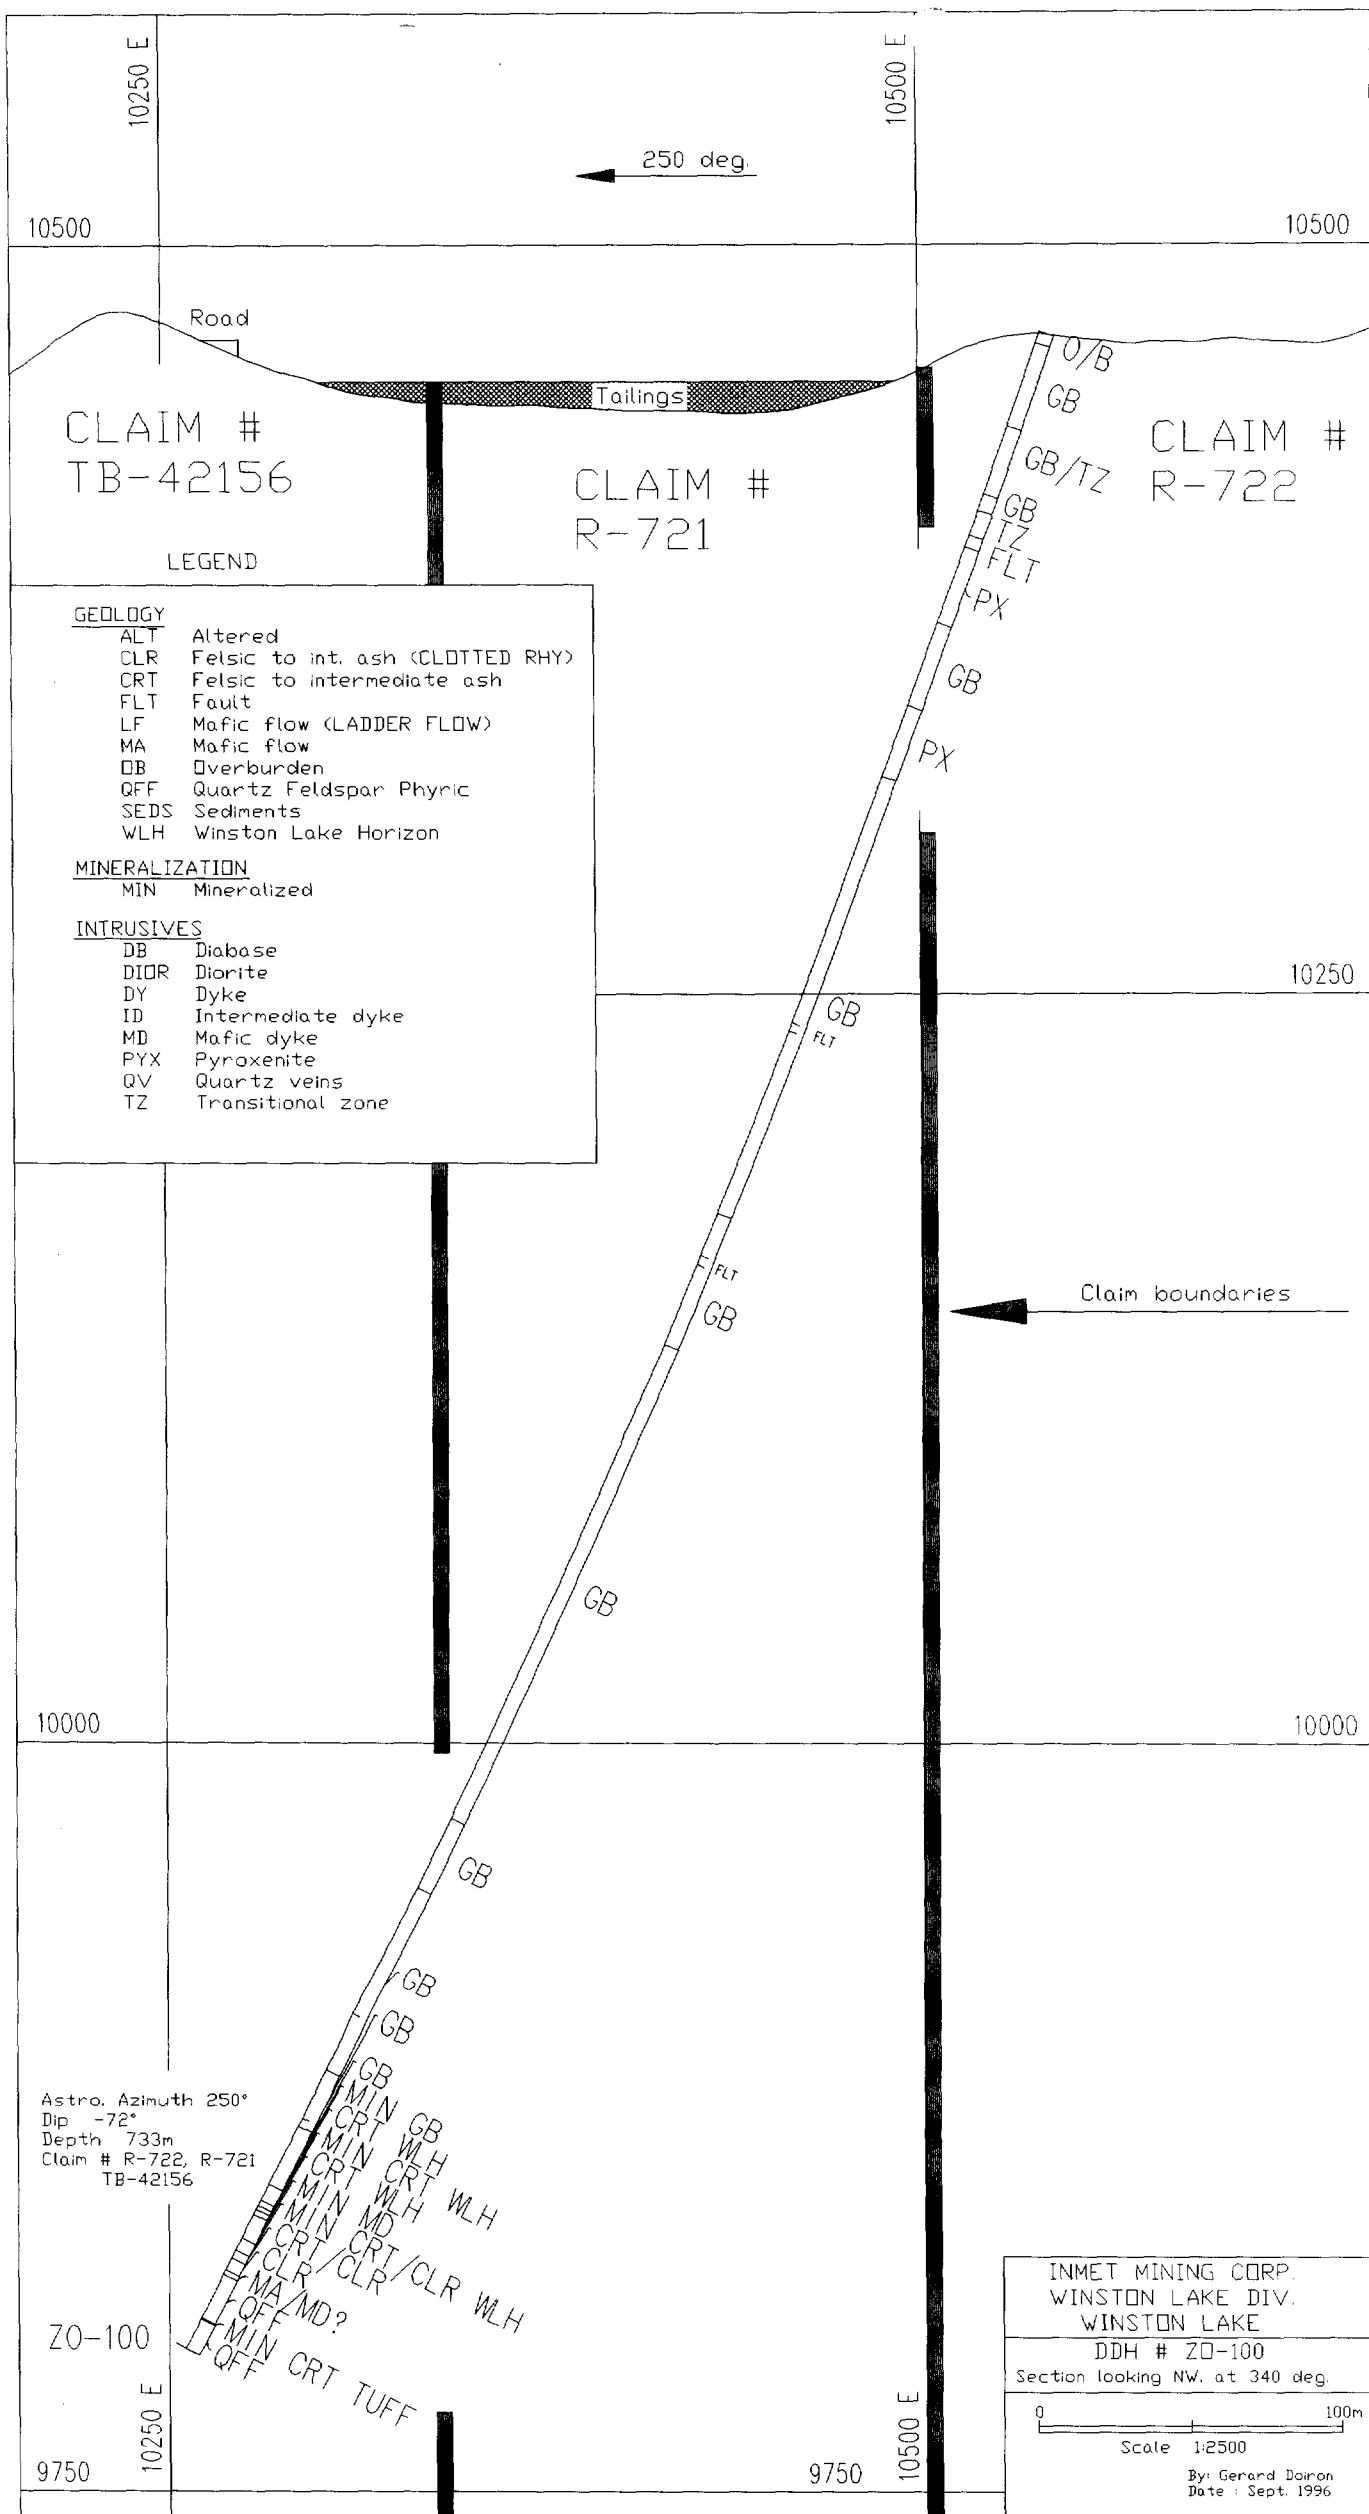 10250 E
10500 E
250 deg.
10500
10500
Road
O/B
Tailings
GB
CLAIM #
TB-42156
CLAIM #
R-721
CLAIM #
R-722
GB/TZ
GB
TZ
FLT
PX
GB
PX
LEGEND
GEOLOGY
ALT Altered
CLR Felsic to int. ash (CLOTTED RHY)
CRT Felsic to intermediate ash
FLT Fault
LF Mafic flow (LADDER FLOW)
MA Mafic flow
OB Overburden
QFF Quartz Feldspar Phyric
SEDS Sediments
WLH Winston Lake Horizon
MINERALIZATION
MIN Mineralized
INTRUSIVES
DB Diabase
DIOR Diorite
DY Dyke
ID Intermediate dyke
MD Mafic dyke
PYX Pyroxenite
QV Quartz veins
TZ Transitional zone
10250
GB
FLT
FLT
GB
Claim boundaries
GB
10000
10000
GB
GB
GB
GB
MIN GB
CRT WLH
MIN CRT WLH
CRT WLH
MIN MD
MIN CRT/CLR WLH
CRT/CLR
CLR
MA/MD?
QFF
MIN CRT TUFF
QFF
Astro. Azimuth 250°
Dip -72°
Depth 733m
Claim # R-722, R-721
TB-42156
ZO-100
10250 E
10500 E
9750
9750
INMET MINING CORP.
WINSTON LAKE DIV.
WINSTON LAKE
DDH # ZO-100
Section looking NW. at 340 deg.
0 100m
Scale 1:2500
By: Gerard Doiron
Date : Sept. 1996